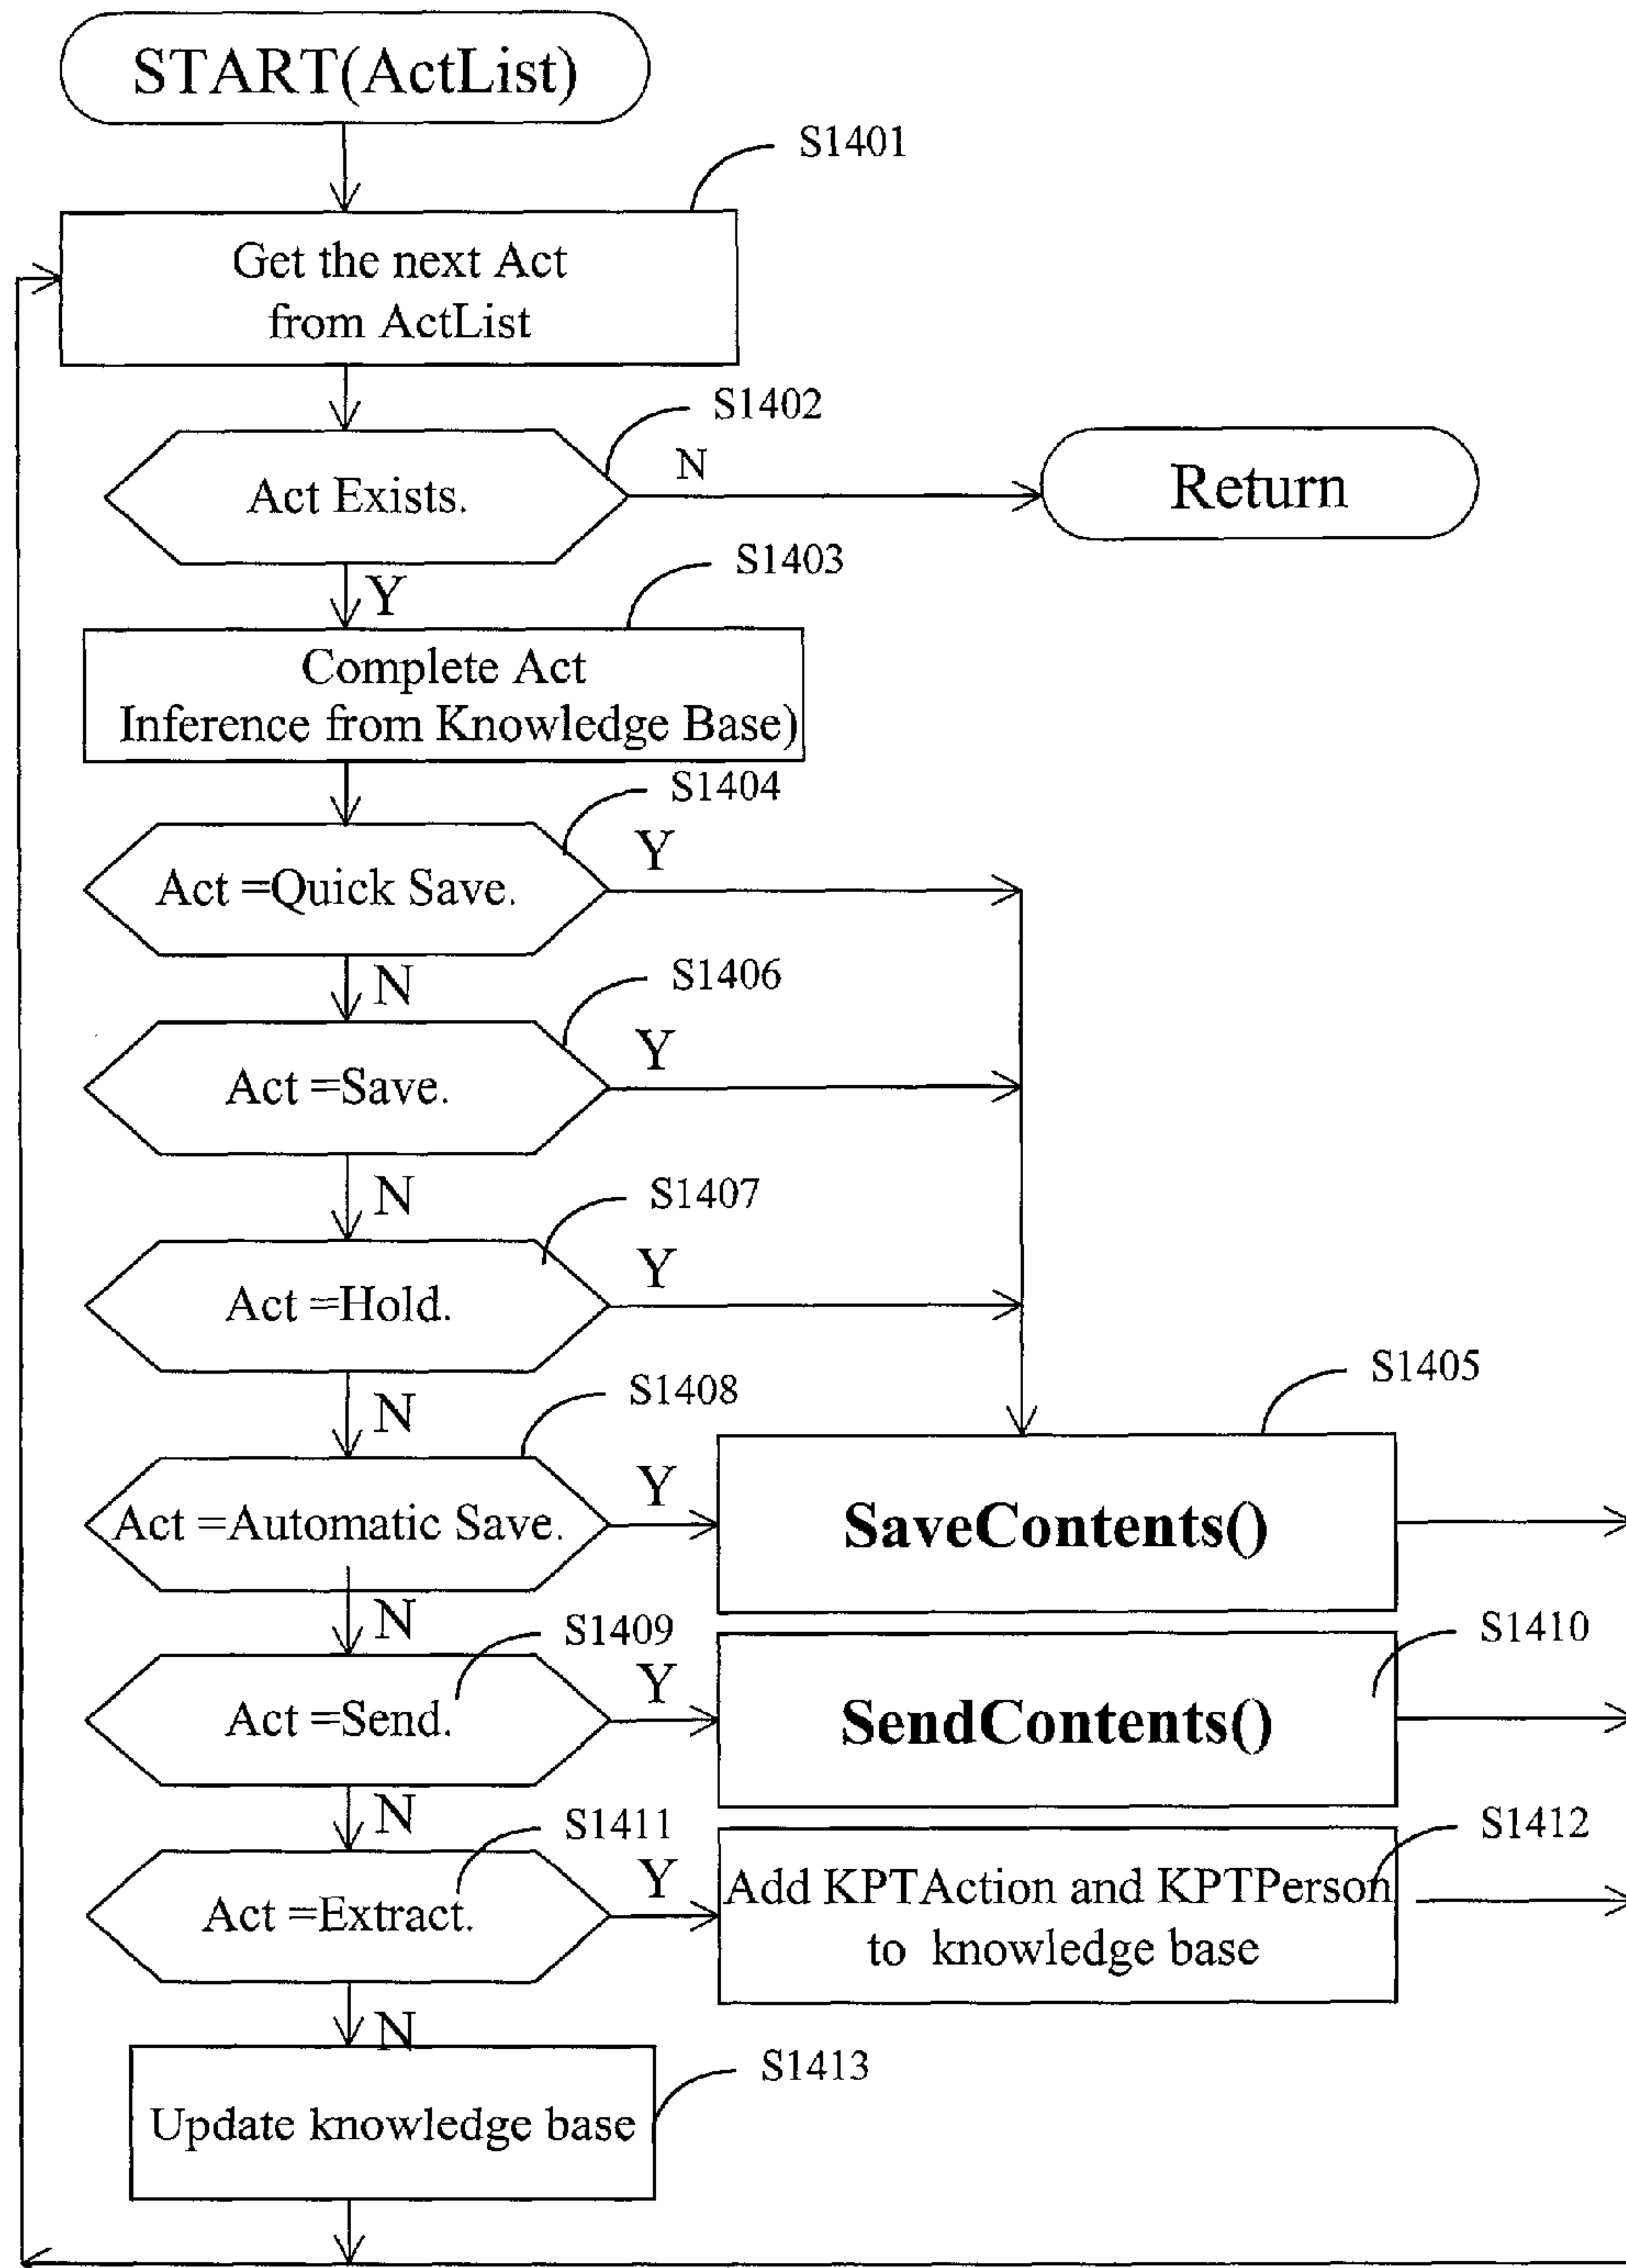 START(ActList)
S1401
Get the next Act
from ActList
S1402
Act Exists.
N
Return
S1403
Y
Complete Act
Inference from Knowledge Base)
S1404
Act =Quick Save.
Y
N
S1406
Act =Save.
Y
N
S1407
Act =Hold.
Y
N
S1408
S1405
Act =Automatic Save.
Y
SaveContents()
N
S1409
S1410
Act =Send.
Y
SendContents()
N
S1411
S1412
Act =Extract.
Y
Add KPTAction and KPTPerson
to knowledge base
N
S1413
Update knowledge base